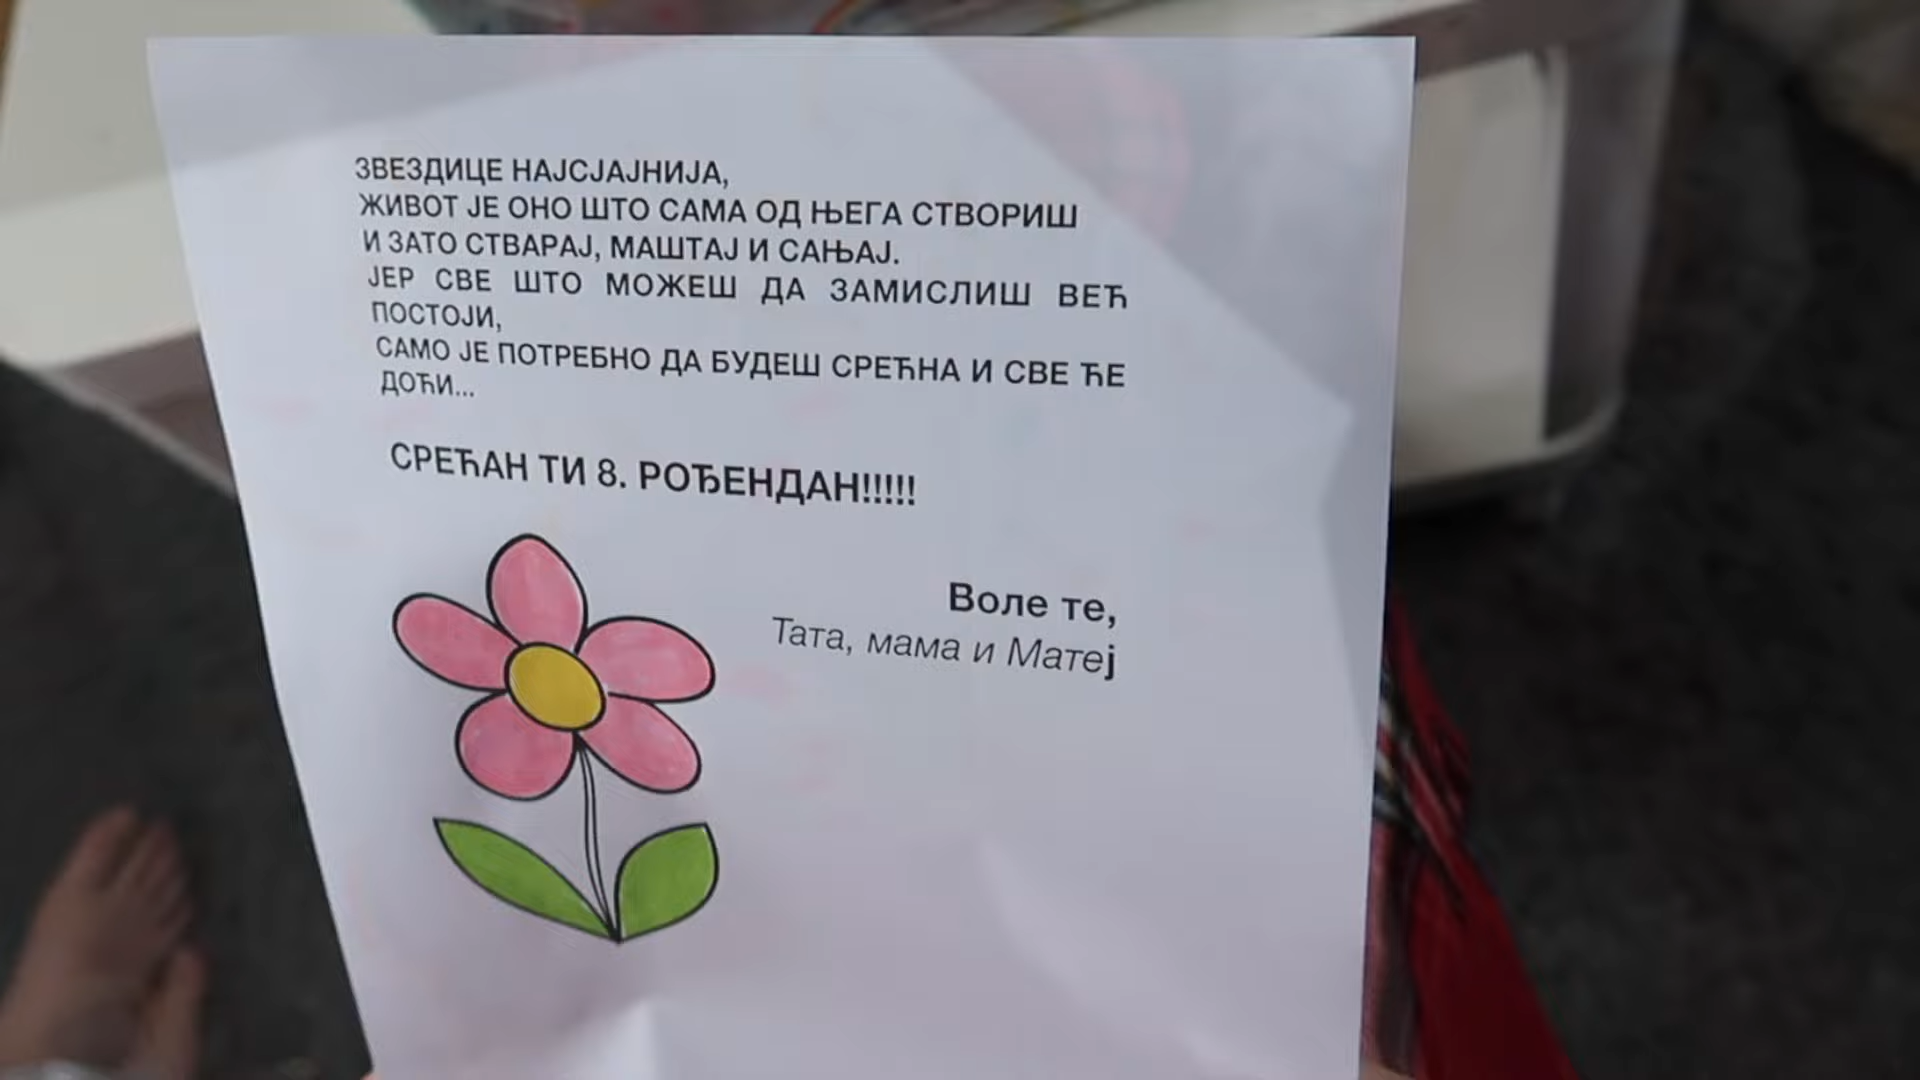 ЗВЕЗДИЦЕ НАЈСЈАЈНИЈА,
ЖИВОТ ЈЕ ОНО ШТО САМА ОД ЊЕГА СТВОРИШ
И ЗАТО СТВАРАЈ, МАШТАЈ И САЊАЈ.
ЈЕР СВЕ ШТО МОЖЕШ ДА ЗАМИСЛИШ ВЕЋ
ПОСТОЈИ,
САМО ЈЕ ПОТРЕБНО ДА БУДЕШ СРЕЋНА И СВЕ ЋЕ
ДОЋИ...
СРЕЋАН ТИ 8. РОЂЕНДАН!!!!!
Воле те,
Тата, мама и Матеј